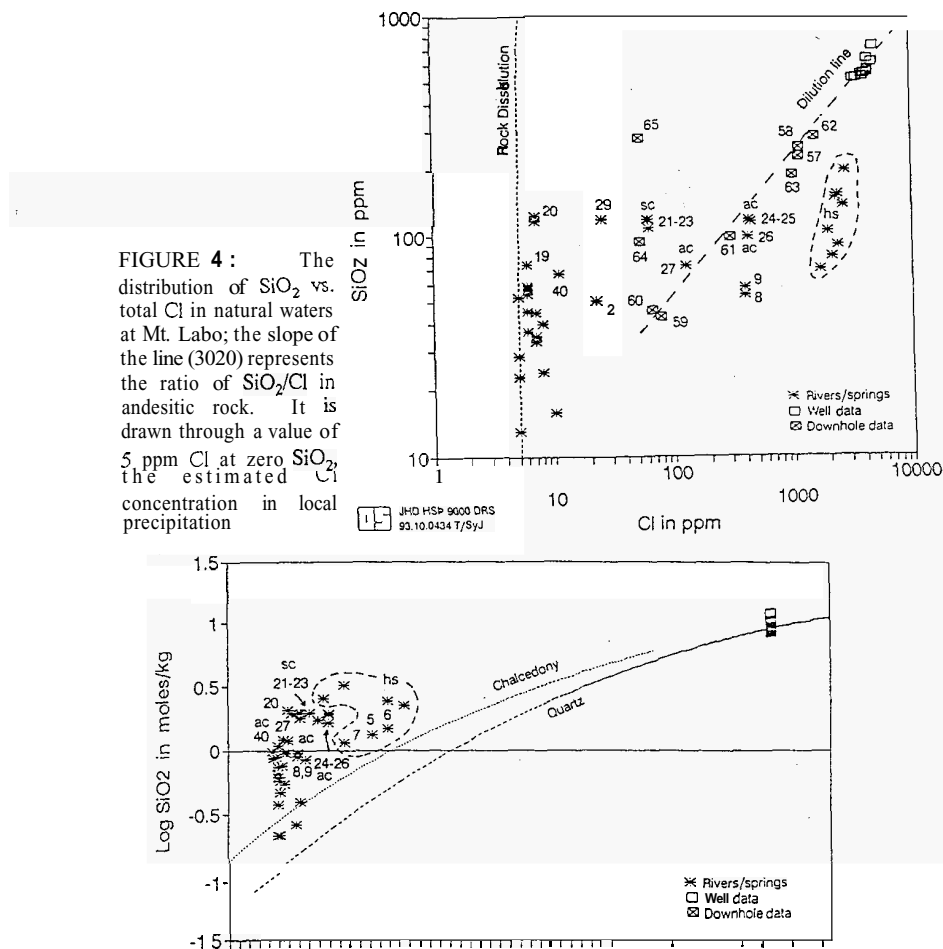 1000
Rock Dissolution
Dilution line
65
58
62
57
63
20
29
sc
21-23
ac
24-25
hs
SiO2 in ppm
100
64
61
26
ac
27
19
40
9
8
2
60
59
Rivers/springs
Well data
Downhole data
10
1
100
10000
10
1000
Cl in ppm
JHD HSÞ 9000 DRS
93.10.0434 T/SyJ
FIGURE 4 : The
distribution of SiO2 vs.
total Cl in natural waters
at Mt. Labo; the slope of
the line (3020) represents
the ratio of SiO2/Cl in
andesitic rock. It is
drawn through a value of
5 ppm Cl at zero SiO2,
the estimated Cl
concentration in local
precipitation
1.5
1
sc
21-23
hs
Chalcedony
0.5
20
Quartz
ac
27
ac
5
6
40
7
0
8,9
24-26
ac
Log SiO2 in moles/kg
-0.5
-1
Rivers/springs
Well data
Downhole data
-1.5